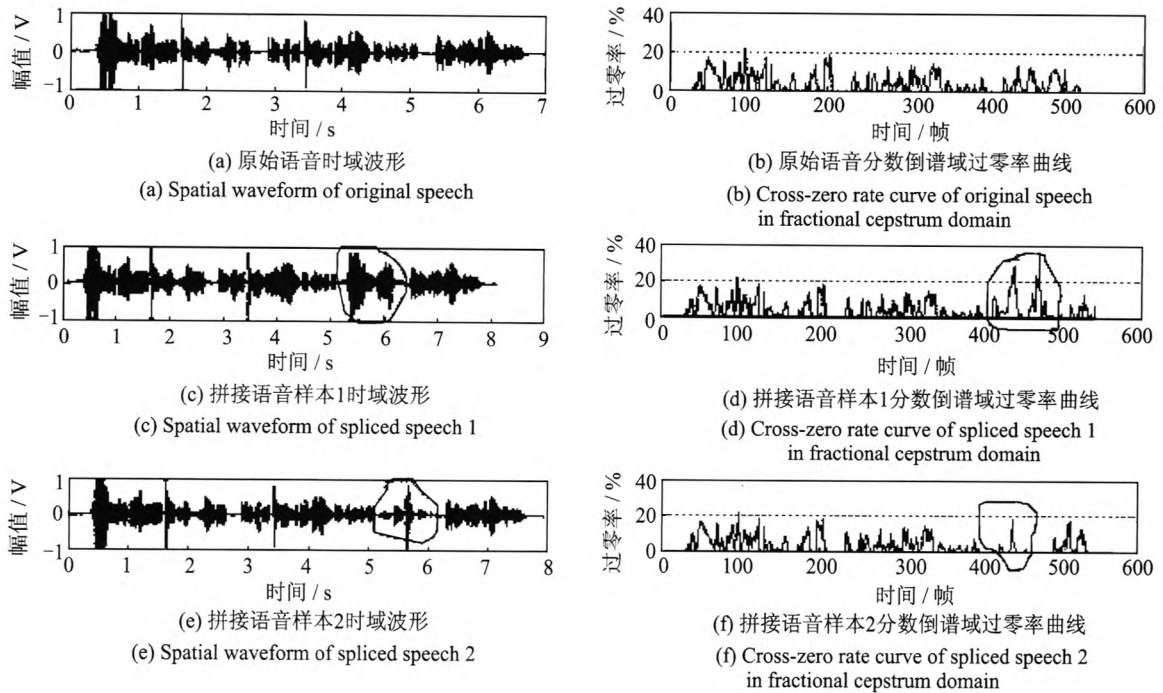 幅值 / V
1
0
−1
0 1 2 3 4 5 6 7
时间 / s
(a) 原始语音时域波形
(a) Spatial waveform of original speech
过零率 / %
40
20
0
0 100 200 300 400 500 600
时间 / 帧
(b) 原始语音分数倒谱域过零率曲线
(b) Cross-zero rate curve of original speech
in fractional cepstrum domain
幅值 / V
1
0
−1
0 1 2 3 4 5 6 7 8 9
时间 / s
(c) 拼接语音样本1时域波形
(c) Spatial waveform of spliced speech 1
过零率 / %
40
20
0
0 100 200 300 400 500 600
时间 / 帧
(d) 拼接语音样本1分数倒谱域过零率曲线
(d) Cross-zero rate curve of spliced speech 1
in fractional cepstrum domain
幅值 / V
1
0
−1
0 1 2 3 4 5 6 7 8
时间 / s
(e) 拼接语音样本2时域波形
(e) Spatial waveform of spliced speech 2
过零率 / %
40
20
0
0 100 200 300 400 500 600
时间 / 帧
(f) 拼接语音样本2分数倒谱域过零率曲线
(f) Cross-zero rate curve of spliced speech 2
in fractional cepstrum domain